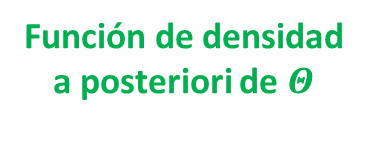 Función de densidad
a posteriori de Θ